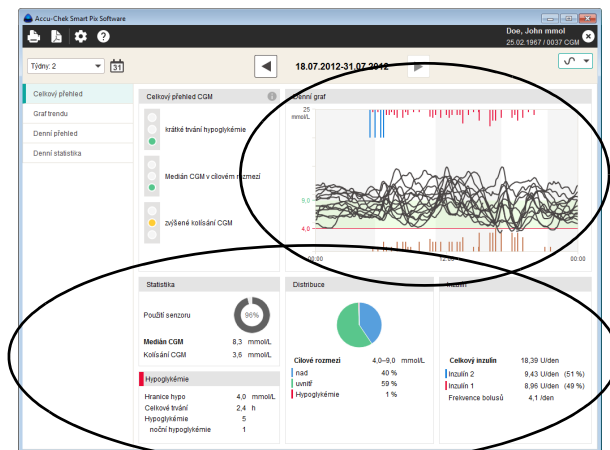 Accu-Chek Smart Pix Software
Doe, John mmol
25.02.1967 / 0037 CGM
Týdny: 2
31
18.07.2012-31.07.2012
Celkový přehled
Graf trendu
Denní přehled
Denní statistika
Celkový přehled CGM
krátké trvání hypoglykémie
Medián CGM v cílovém rozmezí
zvýšené kolísání CGM
Denní graf
25
mmol/L
9,0
4,0
00:00
12:00
00:00
Statistika
Použití senzoru
96%
Medián CGM 8,3 mmol/L
Kolísání CGM 3,6 mmol/L
Hypoglykémie
Hranice hypo 4,0 mmol/L
Celkové trvání 2,4 h
Hypoglykémie 5
noční hypoglykémie 1
Distribuce
Cílové rozmezí 4,0–9,0 mmol/L
nad 40 %
uvnitř 59 %
Hypoglykémie 1 %
Inzulín
Celkový inzulin 18,39 U/den
Inzulín 2 9,43 U/den (51 %)
Inzulín 1 8,96 U/den (49 %)
Frekvence bolusů 4,1 /den